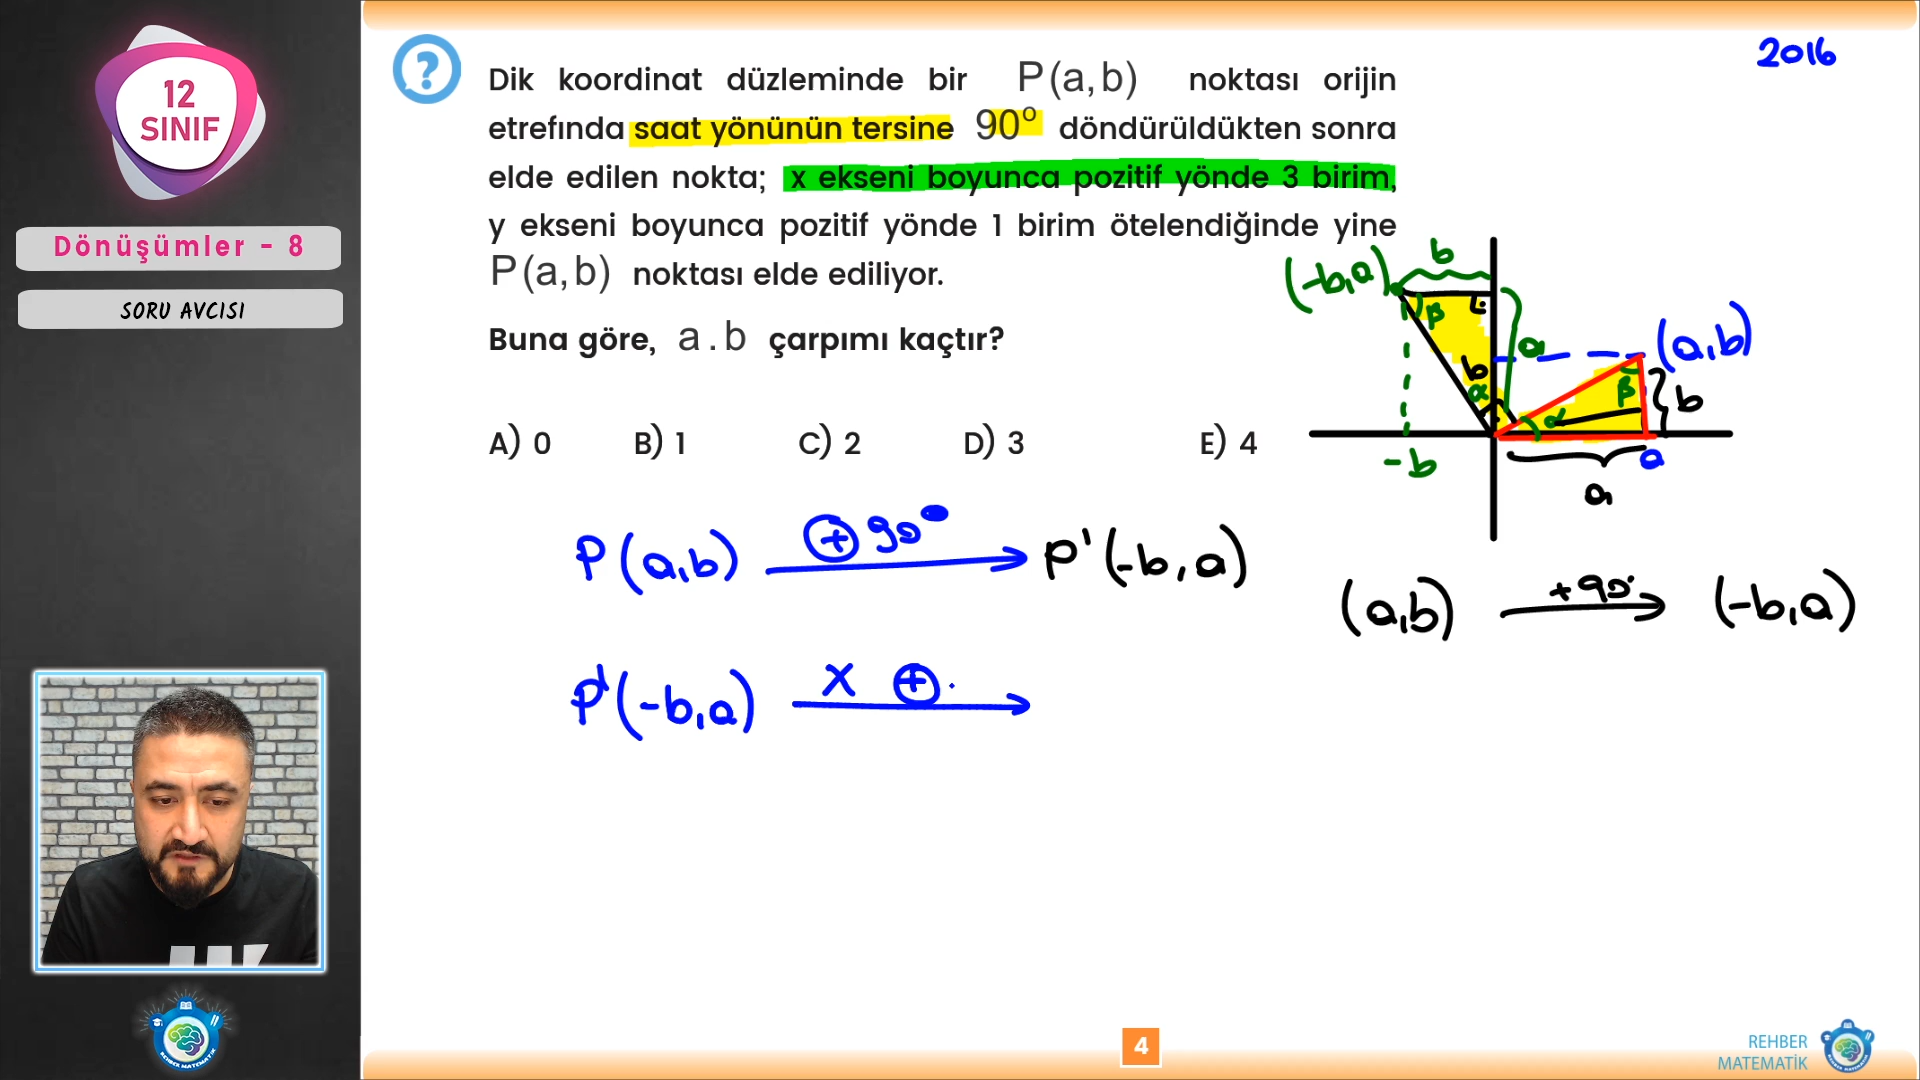 12
SINIF
Dönüşümler - 8
SORU AVCISI
2016
Dik koordinat düzleminde bir P(a,b) noktası orijin
etrefında saat yönünün tersine 90° döndürüldükten sonra
elde edilen nokta; x ekseni boyunca pozitif yönde 3 birim,
y ekseni boyunca pozitif yönde 1 birim ötelendiğinde yine
P(a,b) noktası elde ediliyor.
Buna göre, a.b çarpımı kaçtır?
A) 0 B) 1 C) 2 D) 3 E) 4
(-b,a) b
β
a
(a,b)
b
α α β b
-b a
a
P(a,b) +90° P'(-b,a)
(a,b) +90° (-b,a)
P'(-b,a) x +
4
REHBER
MATEMATİK
REHBER MATEMATİK